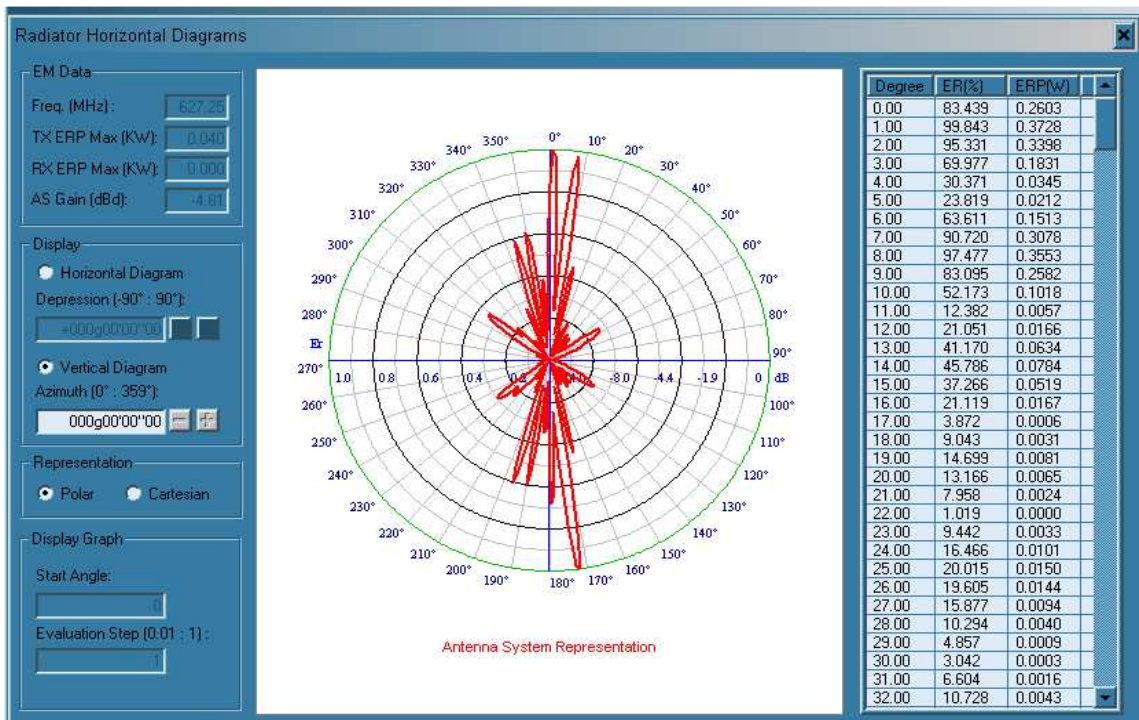 Radiator Horizontal Diagrams
EM Data
Freq. (MHz) : 627.25
TX ERP Max (KW): 0.040
RX ERP Max (KW): 0.000
AS Gain (dBd): -4.81
Display
Horizontal Diagram
Depression (-90° : 90°):
+000g00'00"00
Vertical Diagram
Azimuth (0° : 359°):
000g00'00"00
Representation
Polar Cartesian
Display Graph
Start Angle:
0
Evaluation Step (0.01 : 1) :
1
0°
10°
20°
30°
40°
50°
60°
70°
80°
90°
100°
110°
120°
130°
140°
150°
160°
170°
180°
190°
200°
210°
220°
230°
240°
250°
260°
270°
280°
290°
300°
310°
320°
330°
340°
350°
Er
1.0 0.8 0.6 0.4 0.2 -8.0 -4.4 -1.9 0 dB
Antenna System Representation
Degree ER(%) ERP(W)
0.00 83.439 0.2603
1.00 99.843 0.3728
2.00 95.331 0.3398
3.00 69.977 0.1831
4.00 30.371 0.0345
5.00 23.819 0.0212
6.00 63.611 0.1513
7.00 90.720 0.3078
8.00 97.477 0.3553
9.00 83.095 0.2582
10.00 52.173 0.1018
11.00 12.382 0.0057
12.00 21.051 0.0166
13.00 41.170 0.0634
14.00 45.786 0.0784
15.00 37.266 0.0519
16.00 21.119 0.0167
17.00 3.872 0.0006
18.00 9.043 0.0031
19.00 14.699 0.0081
20.00 13.166 0.0065
21.00 7.958 0.0024
22.00 1.019 0.0000
23.00 9.442 0.0033
24.00 16.466 0.0101
25.00 20.015 0.0150
26.00 19.605 0.0144
27.00 15.877 0.0094
28.00 10.294 0.0040
29.00 4.857 0.0009
30.00 3.042 0.0003
31.00 6.604 0.0016
32.00 10.728 0.0043